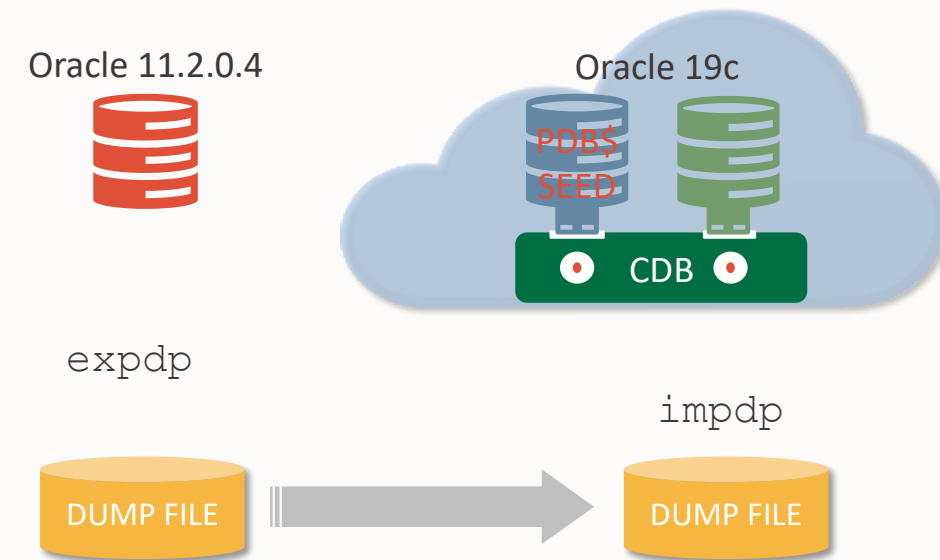 Oracle 11.2.0.4
Oracle 19c
PDB$
SEED
CDB
expdp
impdp
DUMP FILE
DUMP FILE